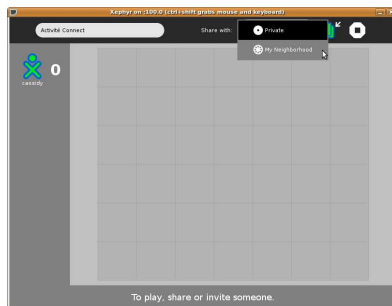 Xephyr on :100.0 (ctrl+shift grabs mouse and keyboard)
Activité Connect
Share with:
Private
My Neighborhood
0
cassidy
To play, share or invite someone.